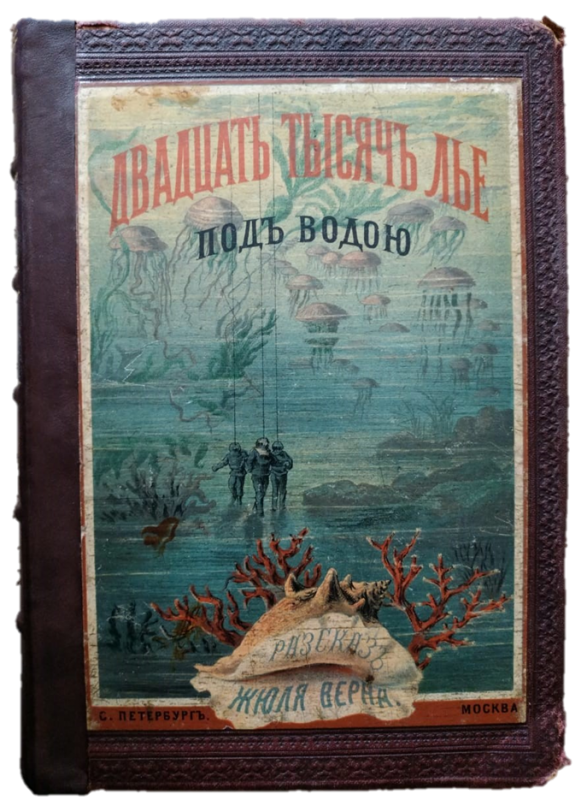 ДВАДЦАТЬ ТЫСЯЧЪ ЛЬЕ
ПОДЪ ВОДОЮ
РАЗСКАЗЪ
ЖЮЛЯ ВЕРНА.
С. ПЕТЕРБУРГЪ. МОСКВА